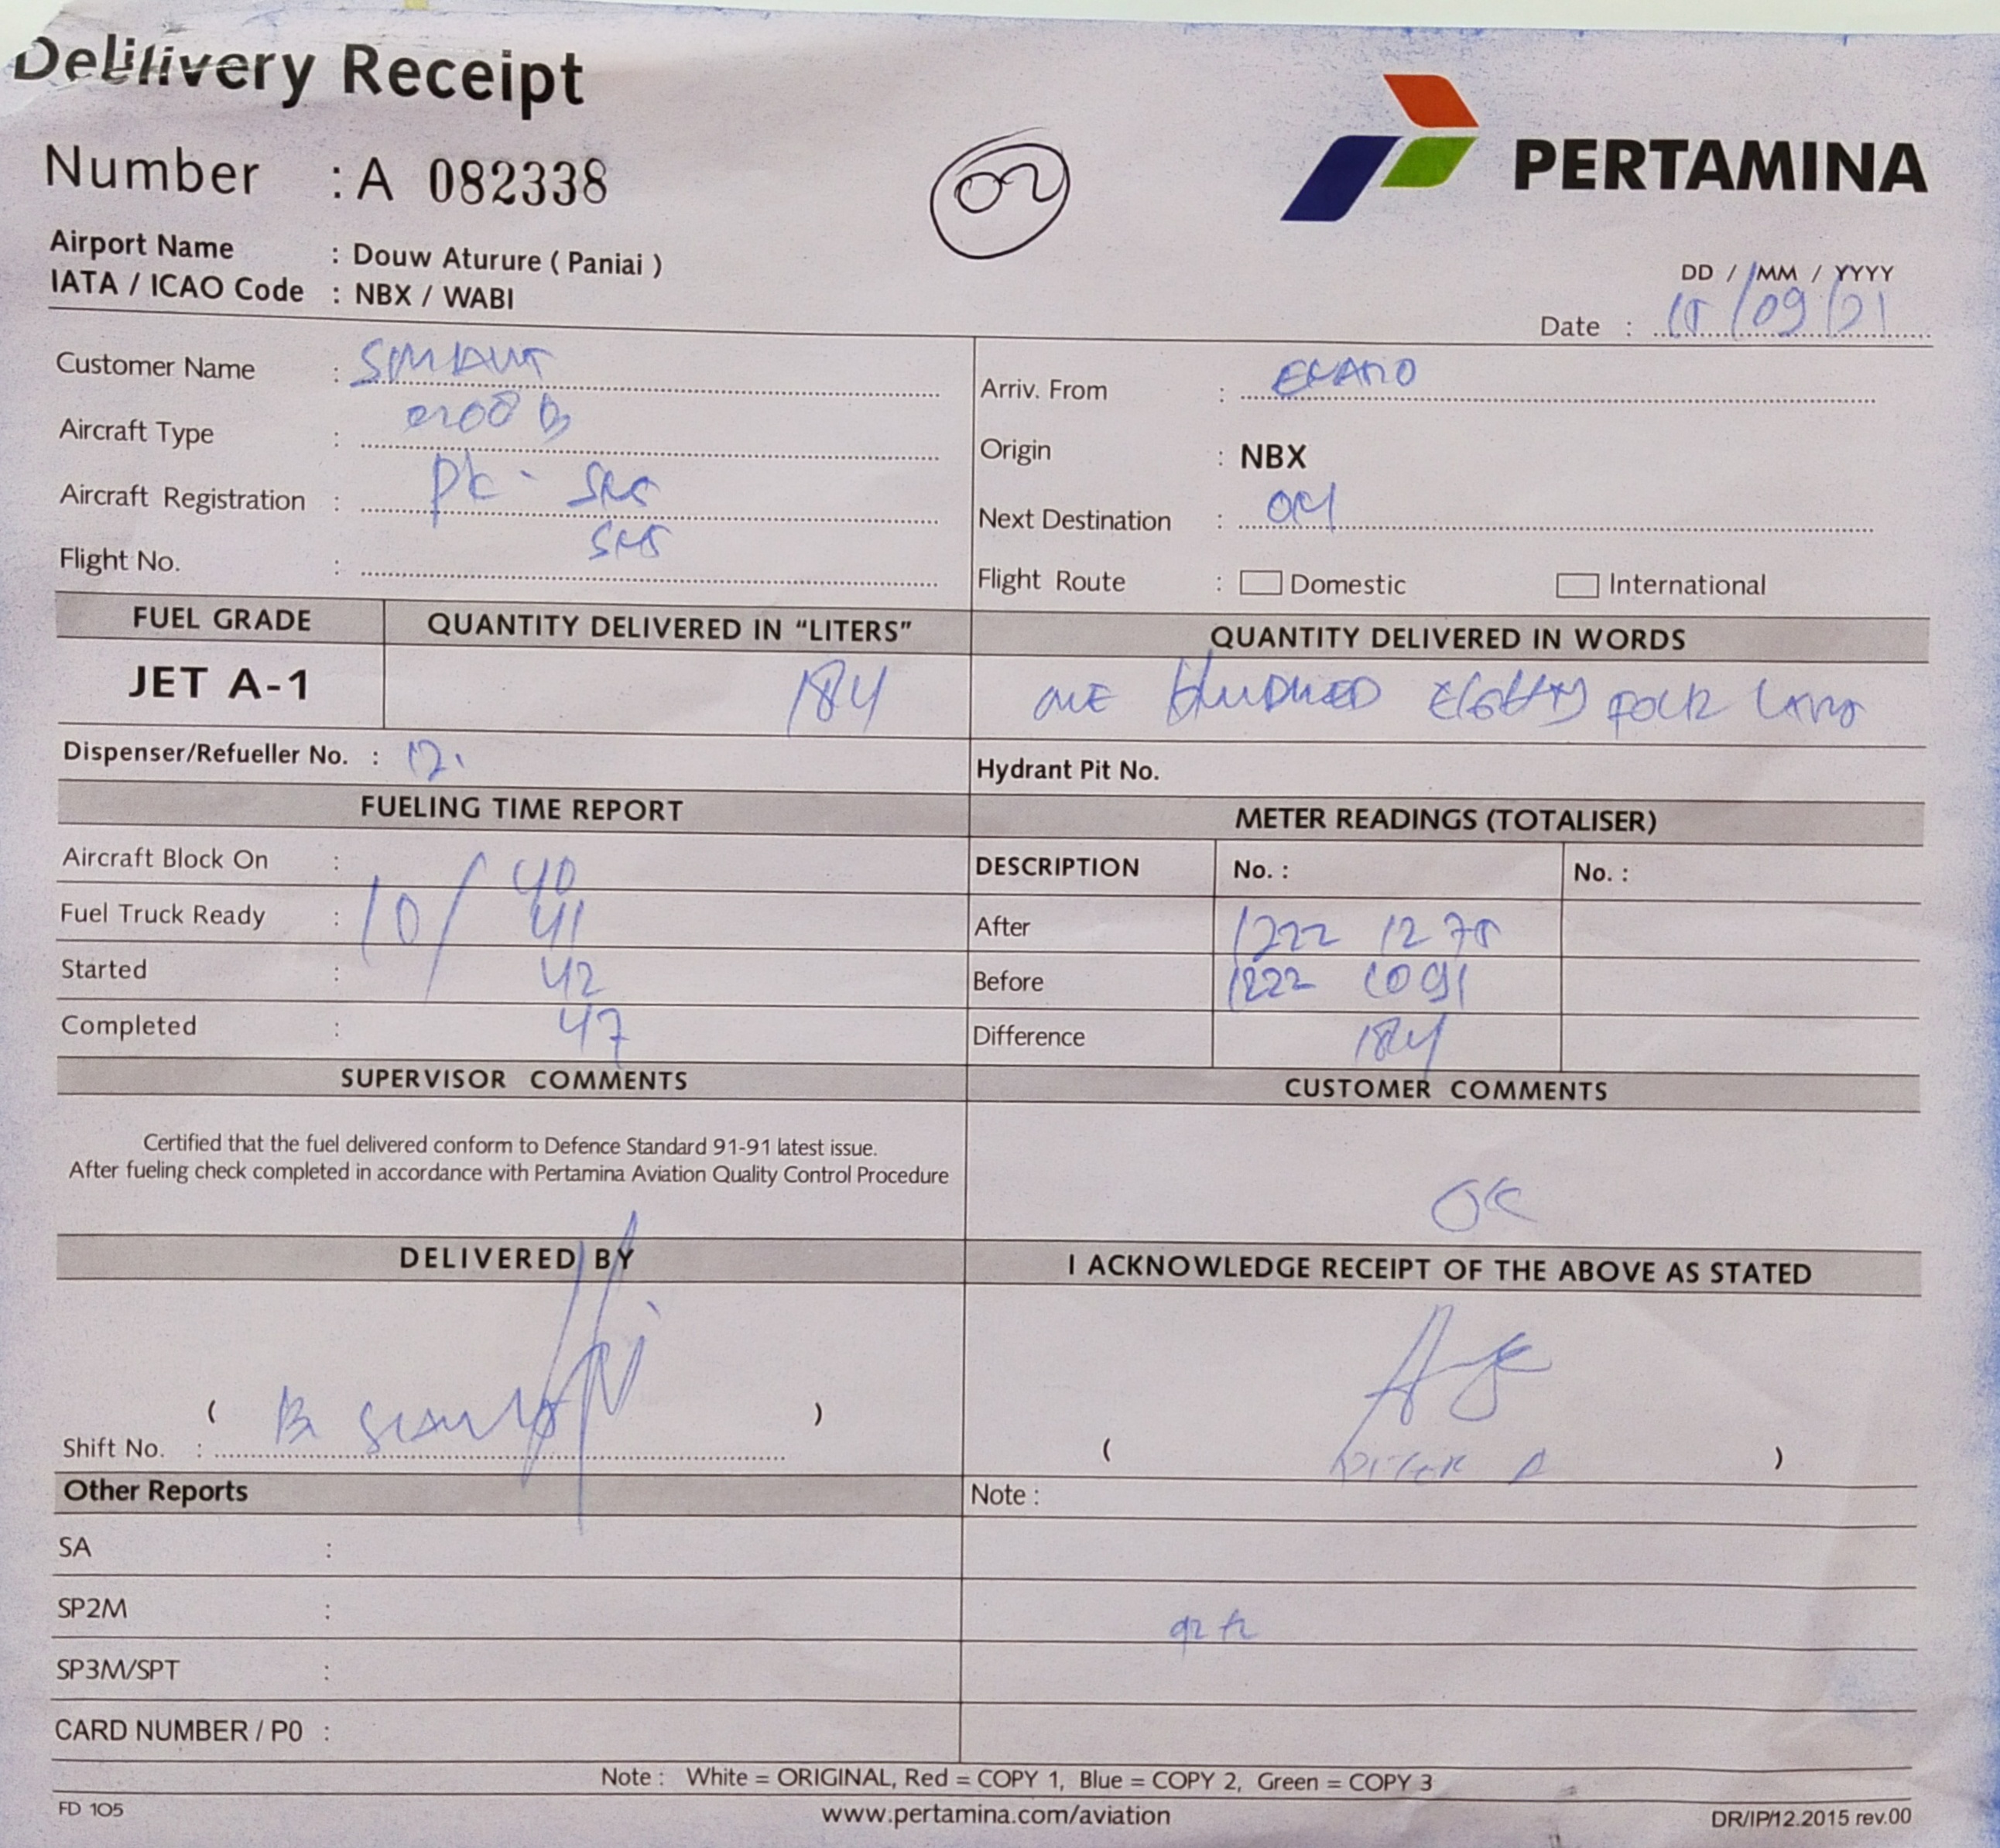 Delilivery Receipt
PERTAMINA
Number : A 082338
02
Airport Name : Douw Aturure ( Paniai )
IATA / ICAO Code : NBX / WABI
DD / MM / YYYY
Date : 15/09/21
Customer Name :
Arriv. From :
Aircraft Type : C208 B
Origin : NBX
Aircraft Registration : PK -
Next Destination :
Flight No. :
Flight Route : Domestic International
FUEL GRADE QUANTITY DELIVERED IN “LITERS” QUANTITY DELIVERED IN WORDS
JET A-1 184 ONE HUNDRED EIGHTY FOUR
Dispenser/Refueller No. : 12.
Hydrant Pit No.
FUELING TIME REPORT METER READINGS (TOTALISER)
Aircraft Block On : 10/ 40
DESCRIPTION No. : No. :
Fuel Truck Ready : 41
After 1222 1275
Started : 42
Before 1222 1091
Completed : 47
Difference 184
SUPERVISOR COMMENTS CUSTOMER COMMENTS
Certified that the fuel delivered conform to Defence Standard 91-91 latest issue.
After fueling check completed in accordance with Pertamina Aviation Quality Control Procedure
OK
DELIVERED BY I ACKNOWLEDGE RECEIPT OF THE ABOVE AS STATED
( )
Shift No. :
( )
Other Reports Note :
SA :
SP2M :
SP3M/SPT :
CARD NUMBER / P0 :
Note : White = ORIGINAL, Red = COPY 1, Blue = COPY 2, Green = COPY 3
FD 105 www.pertamina.com/aviation DR/IP/12.2015 rev.00